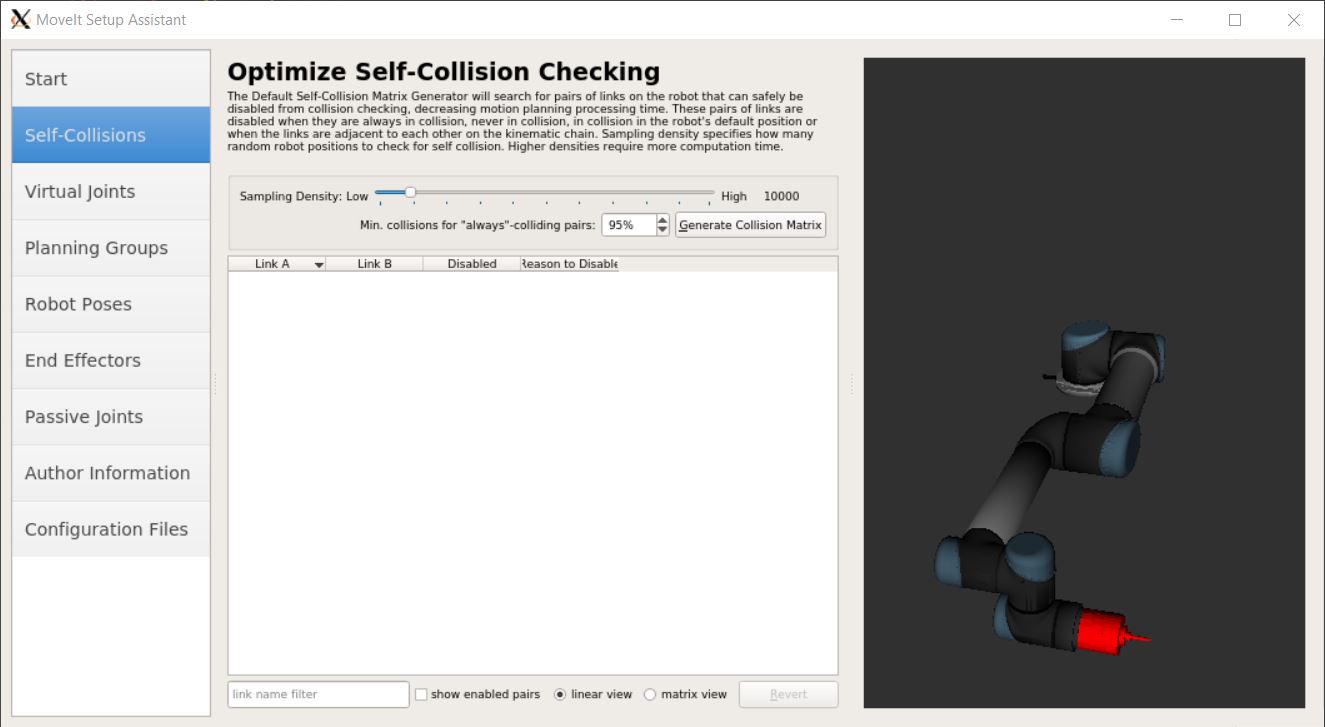 MoveIt Setup Assistant
Start
Self-Collisions
Virtual Joints
Planning Groups
Robot Poses
End Effectors
Passive Joints
Author Information
Configuration Files
Optimize Self-Collision Checking
The Default Self-Collision Matrix Generator will search for pairs of links on the robot that can safely be
disabled from collision checking, decreasing motion planning processing time. These pairs of links are
disabled when they are always in collision, never in collision, in collision in the robot's default position or
when the links are adjacent to each other on the kinematic chain. Sampling density specifies how many
random robot positions to check for self collision. Higher densities require more computation time.
Sampling Density: Low High 10000
Min. collisions for "always"-colliding pairs: 95% Generate Collision Matrix
Link A Link B Disabled Reason to Disable
link name filter show enabled pairs linear view matrix view Revert